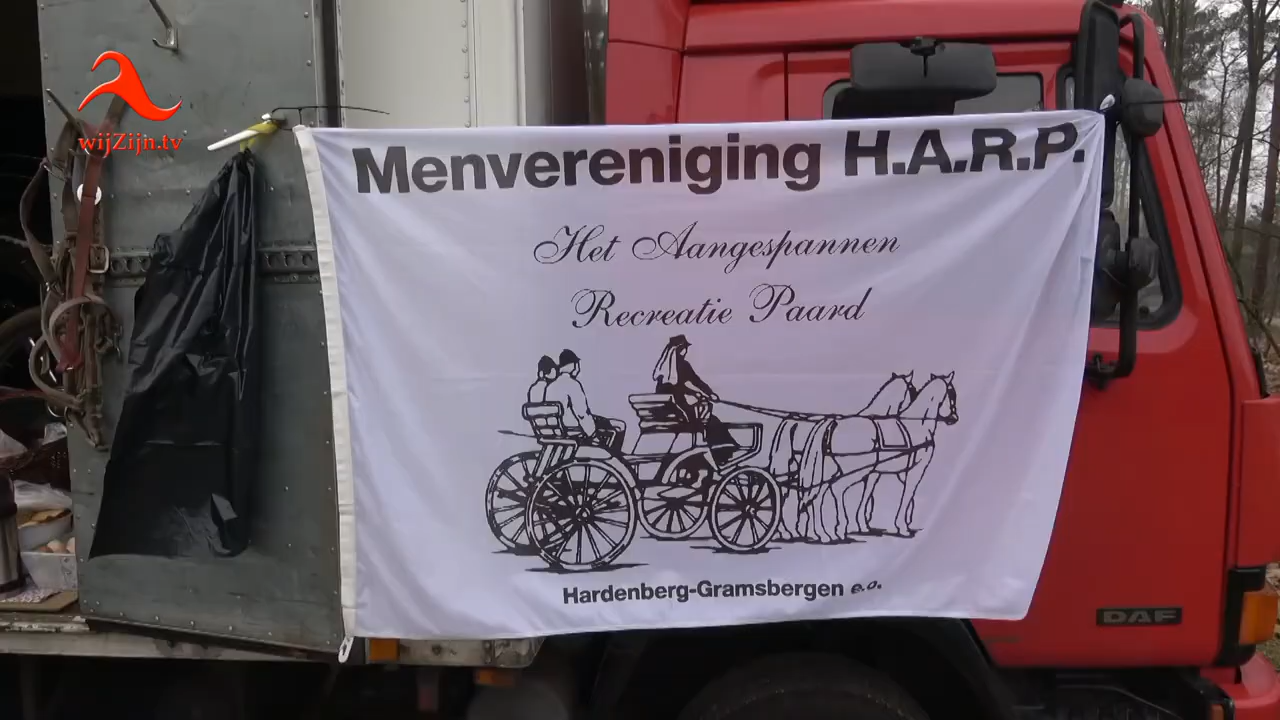 wijZijn.tv
Menvereniging H.A.R.P.
Het Aangespannen
Recreatie Paard
Hardenberg-Gramsbergen e.o.
DAF